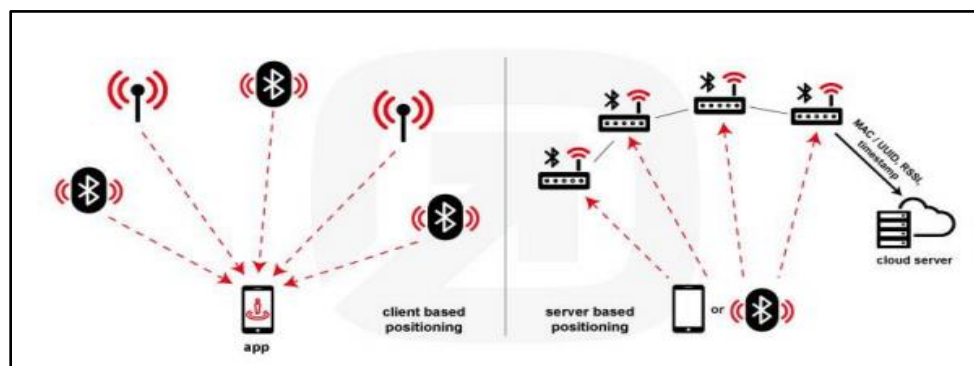 client based
positioning
app
server based
positioning
or
MAC / UUID, RSSI,
timestamp
cloud server